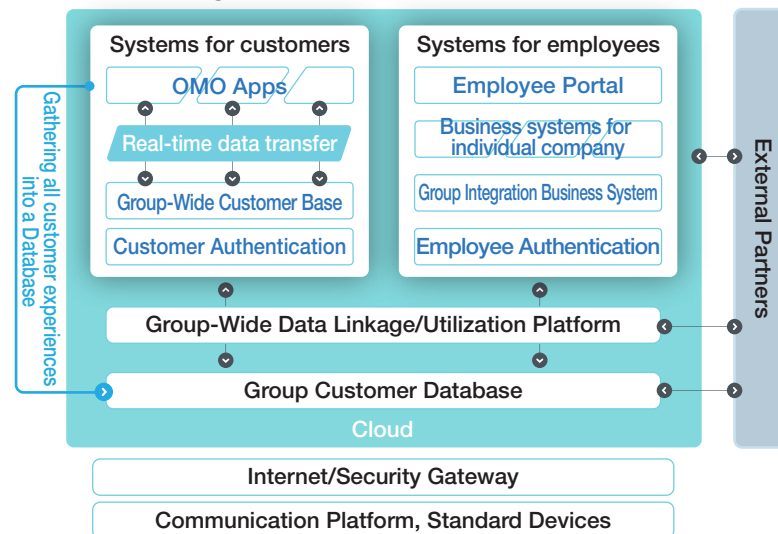 Systems for customers
OMO Apps
Real-time data transfer
Group-Wide Customer Base
Customer Authentication
Systems for employees
Employee Portal
Business systems for
individual company
Group Integration Business System
Employee Authentication
Group-Wide Data Linkage/Utilization Platform
Group Customer Database
Cloud
Gathering all customer experiences
into a Database
External Partners
Internet/Security Gateway
Communication Platform, Standard Devices